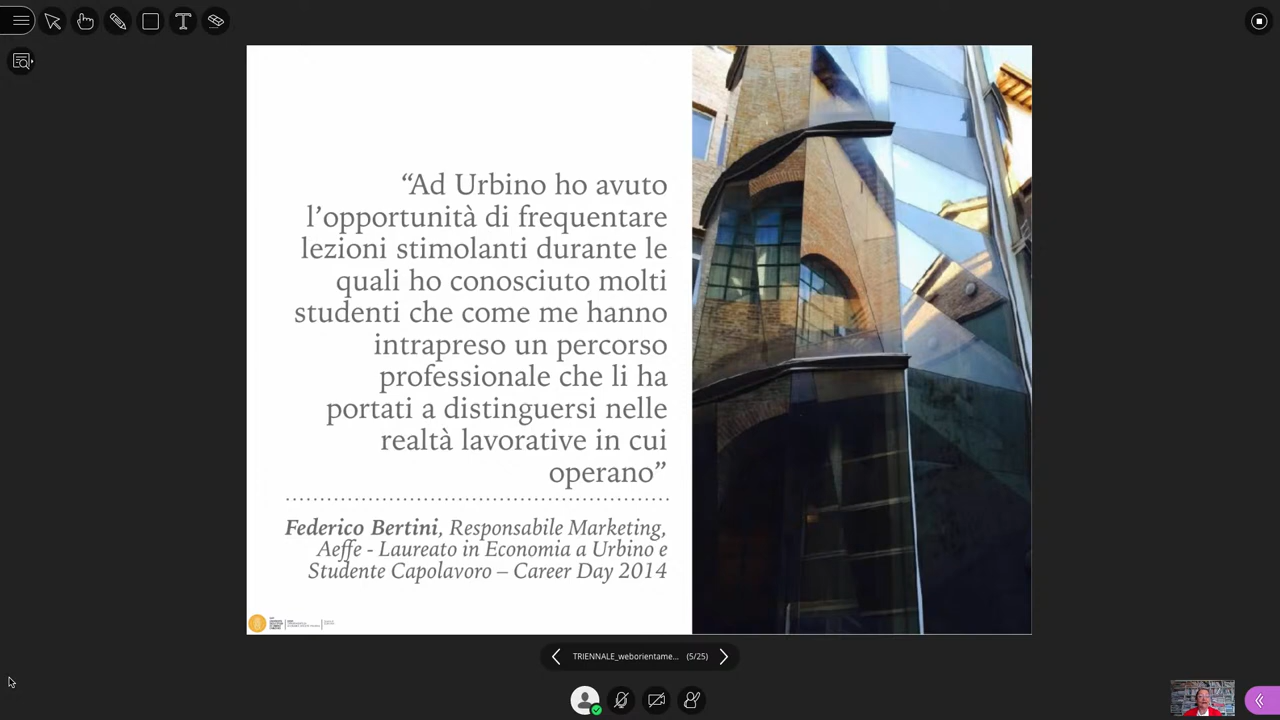 “Ad Urbino ho avuto
l’opportunità di frequentare
lezioni stimolanti durante le
quali ho conosciuto molti
studenti che come me hanno
intrapreso un percorso
professionale che li ha
portati a distinguersi nelle
realtà lavorative in cui
operano”
Federico Bertini, Responsabile Marketing,
Aeffe - Laureato in Economia a Urbino e
Studente Capolavoro – Career Day 2014
TRIENNALE_weborientame... (5/25)